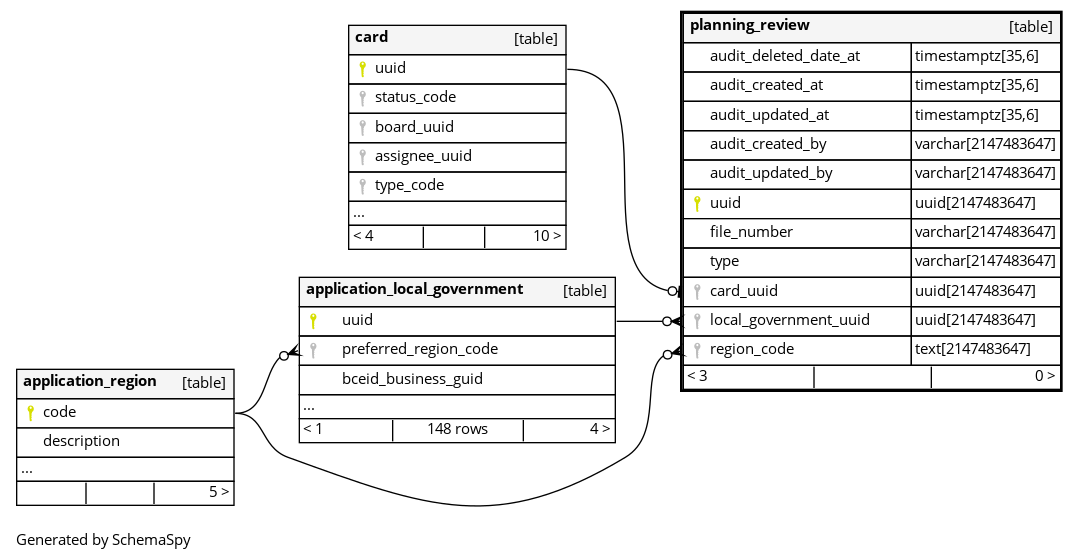 card [table]
uuid
status_code
board_uuid
assignee_uuid
type_code
...
< 4 10 >
application_local_government [table]
uuid
preferred_region_code
bceid_business_guid
...
< 1 148 rows 4 >
application_region [table]
code
description
...
5 >
planning_review [table]
audit_deleted_date_at timestamptz[35,6]
audit_created_at timestamptz[35,6]
audit_updated_at timestamptz[35,6]
audit_created_by varchar[2147483647]
audit_updated_by varchar[2147483647]
uuid uuid[2147483647]
file_number varchar[2147483647]
type varchar[2147483647]
card_uuid uuid[2147483647]
local_government_uuid uuid[2147483647]
region_code text[2147483647]
< 3 0 >
Generated by SchemaSpy